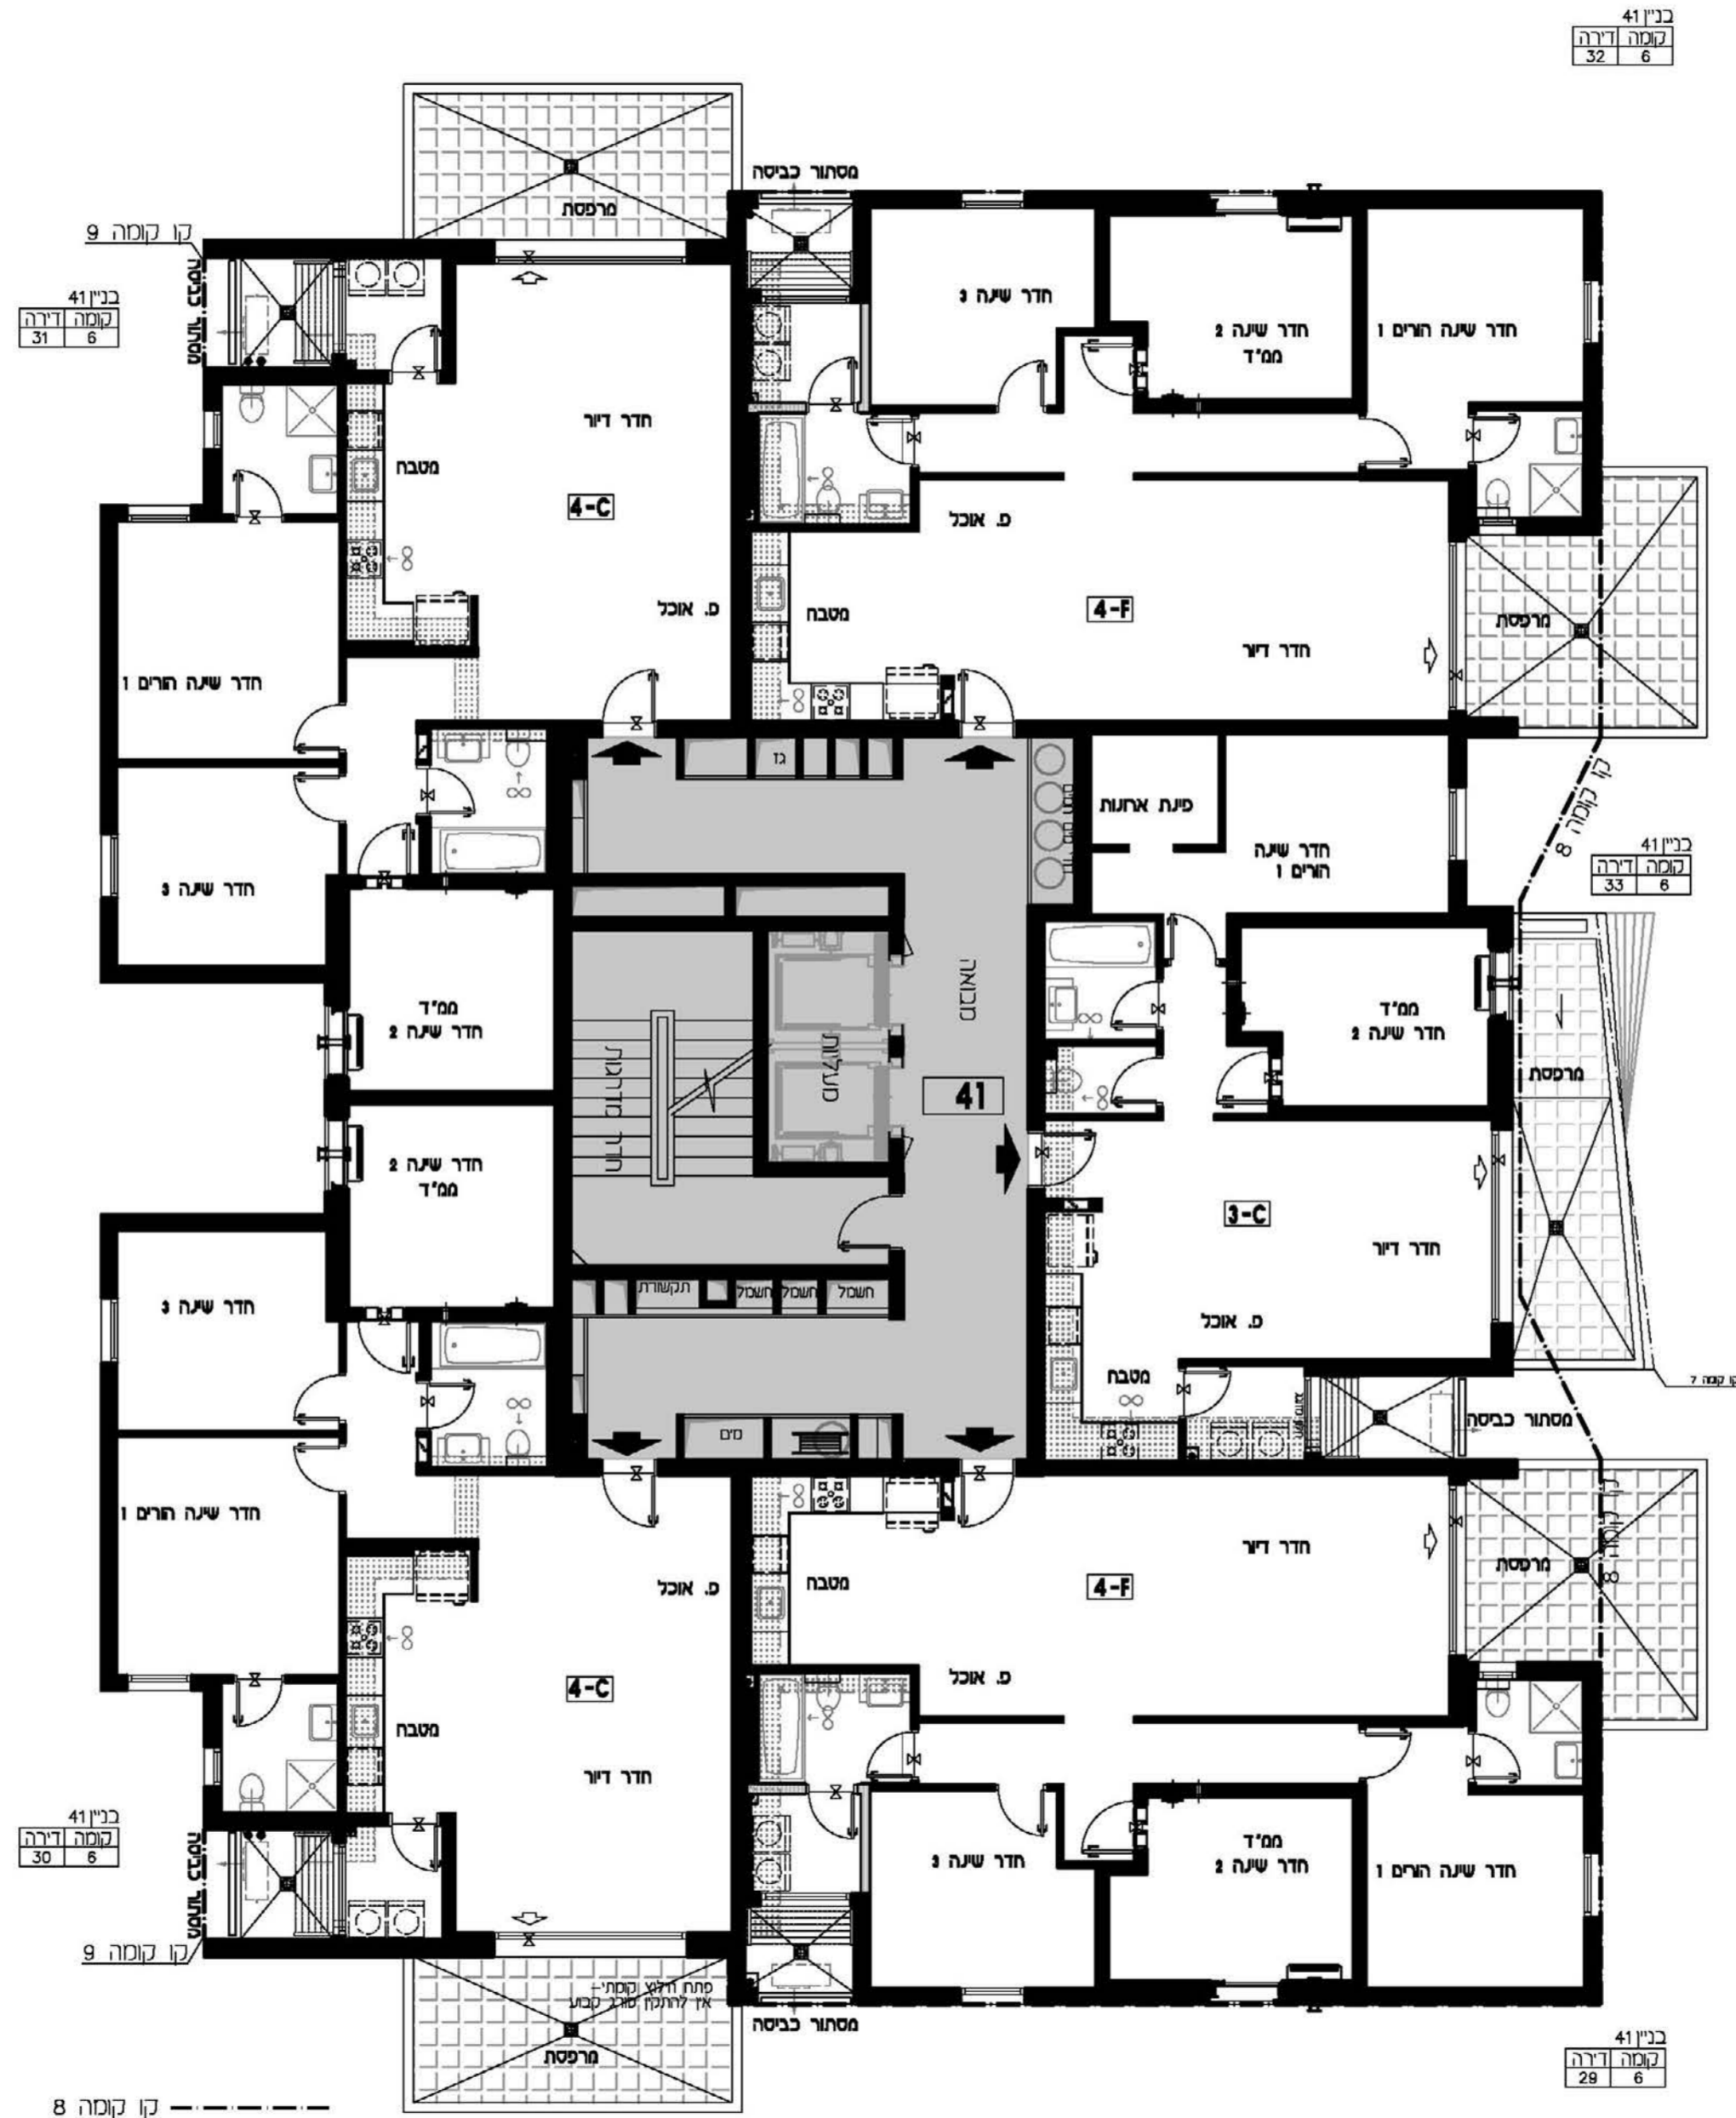 בניין 41
קומה דירה
6 32
מסתור כביסה
מרפסת
קו קומה 9
מסתור כביסה
בניין 41
קומה דירה
6 31
חדר שינה 3
חדר שינה 2
ממ"ד
חדר שינה הורים 1
חדר דיור
מטבח
4-C
פ. אוכל
פ. אוכל
מטבח
4-F
חדר דיור
מרפסת
חדר שינה הורים 1
גז
פינת ארונות
קו קומה 8
חדר שינה
הורים 1
בניין 41
קומה דירה
6 33
חדר שינה 3
מבואה
ממ"ד
חדר שינה 2
ממ"ד
חדר שינה 2
מרפסת
חדר מדרגות
מעליות
41
חדר שינה 2
ממ"ד
3-C
חדר דיור
חדר שינה 3
תקשורת
חשמל
חשמל
חשמל
פ. אוכל
מטבח
קו קומה 7
מסתור כביסה
מים
חדר שינה הורים 1
חדר דיור
מרפסת
קו קומה 8
פ. אוכל
מטבח
4-F
פ. אוכל
4-C
מטבח
חדר דיור
בניין 41
קומה דירה
6 30
מסתור כביסה
חדר שינה 3
ממ"ד
חדר שינה 2
חדר שינה הורים 1
קו קומה 9
פתח חילוץ קומתי-
אין להתקין סורג קבוע
מסתור כביסה
מרפסת
בניין 41
קומה דירה
6 29
קו קומה 8